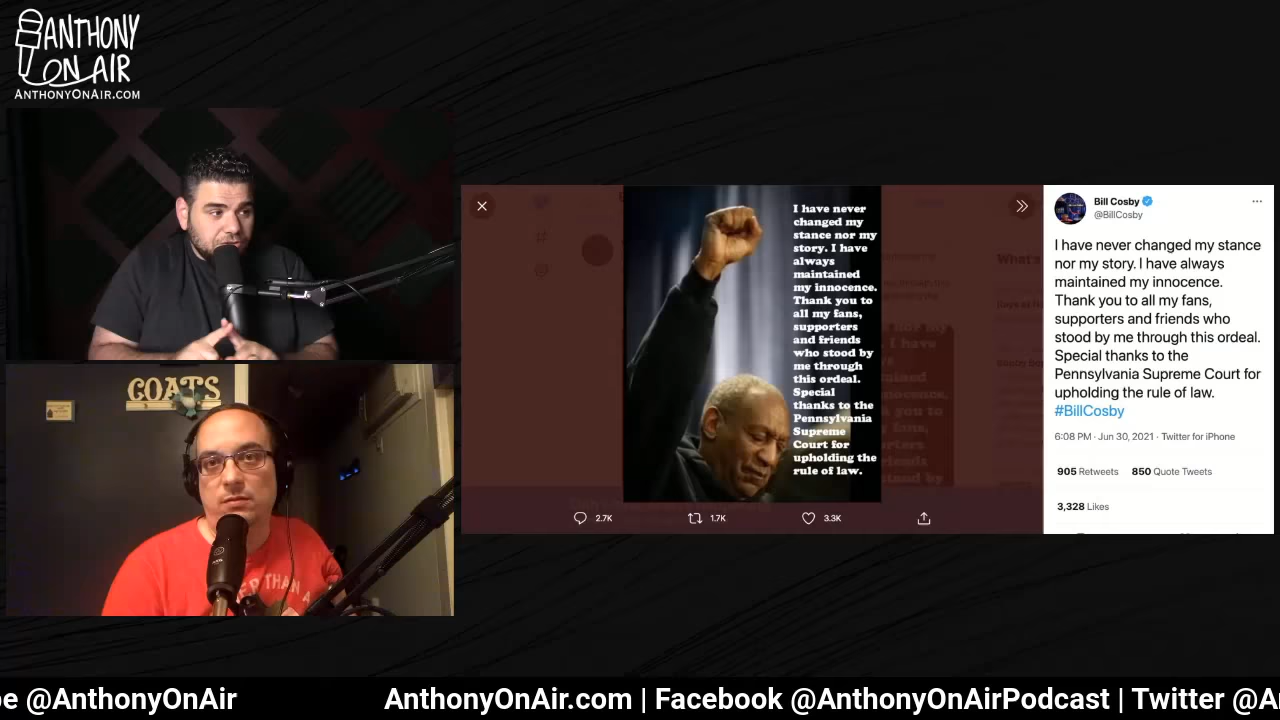 ANTHONY
ON AIR
ANTHONYONAIR.COM
COATS
THAN A
I have never
changed my
stance nor my
story. I have
always
maintained
my innocence.
Thank you to
all my fans,
supporters
and friends
who stood by
me through
this ordeal.
Special
thanks to the
Pennsylvania
Supreme
Court for
upholding the
rule of law.
2.7K
1.7K
3.3K
Bill Cosby
@BillCosby
I have never changed my stance
nor my story. I have always
maintained my innocence.
Thank you to all my fans,
supporters and friends who
stood by me through this ordeal.
Special thanks to the
Pennsylvania Supreme Court for
upholding the rule of law.
#BillCosby
6:08 PM · Jun 30, 2021 · Twitter for iPhone
905 Retweets 850 Quote Tweets
3,328 Likes
@AnthonyOnAir AnthonyOnAir.com | Facebook @AnthonyOnAirPodcast | Twitter